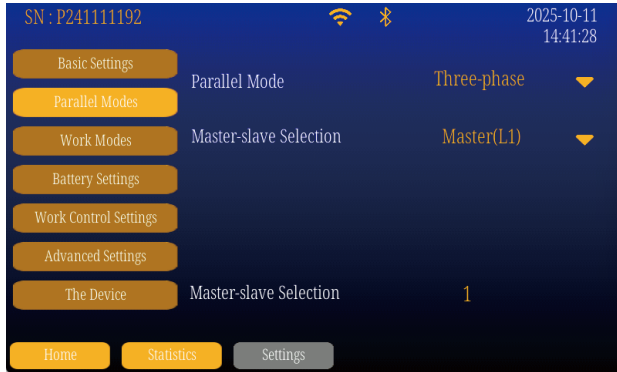 SN : P241111192
2025-10-11
14:41:28
Basic Settings
Parallel Modes
Work Modes
Battery Settings
Work Control Settings
Advanced Settings
The Device
Parallel Mode
Three-phase
Master-slave Selection
Master(L1)
Master-slave Selection
1
Home
Statistics
Settings